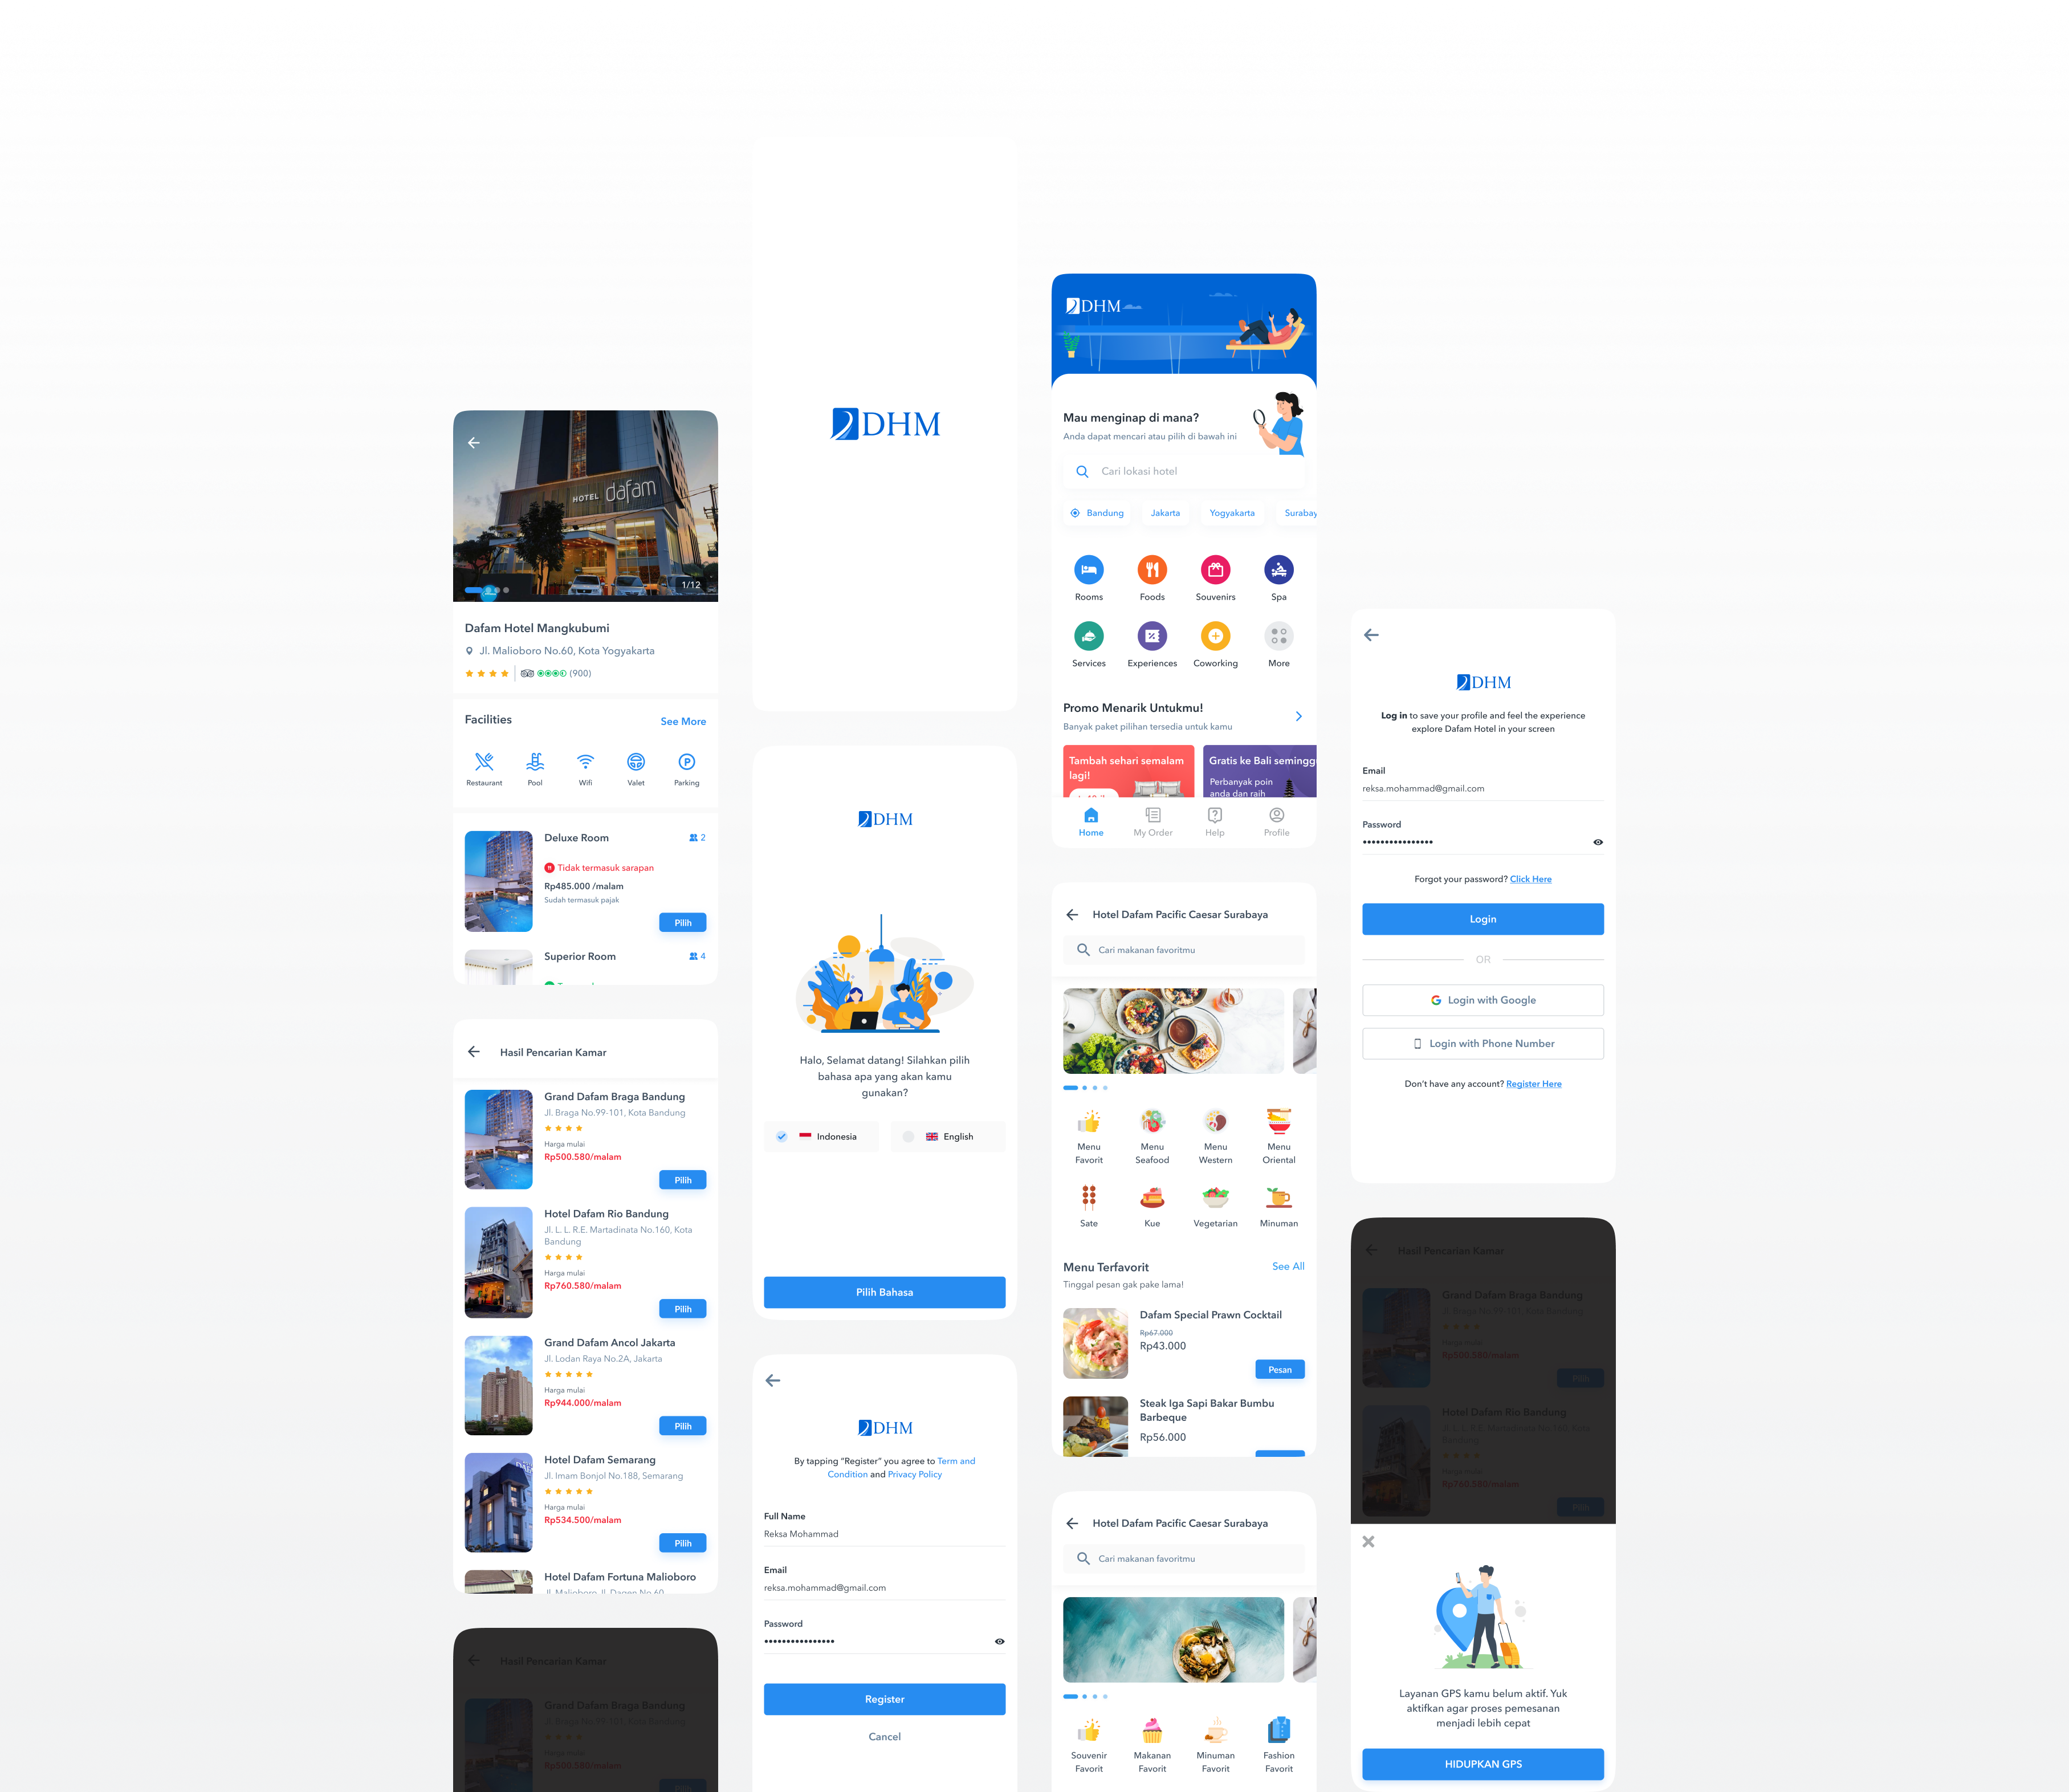 HOTEL dafam
1/12
Dafam Hotel Mangkubumi
Jl. Malioboro No.60, Kota Yogyakarta
(900)
Facilities
See More
Restaurant
Pool
Wifi
Valet
Parking
Deluxe Room
2
Tidak termasuk sarapan
Rp485.000 /malam
Sudah termasuk pajak
Pilih
Superior Room
4
Hasil Pencarian Kamar
Grand Dafam Braga Bandung
Jl. Braga No.99-101, Kota Bandung
Harga mulai
Rp500.580/malam
Pilih
Hotel Dafam Rio Bandung
Jl. L. L. R.E. Martadinata No.160, Kota
Bandung
Harga mulai
Rp760.580/malam
Pilih
Grand Dafam Ancol Jakarta
Jl. Lodan Raya No.2A, Jakarta
Harga mulai
Rp944.000/malam
Pilih
Hotel Dafam Semarang
Jl. Imam Bonjol No.188, Semarang
Harga mulai
Rp534.500/malam
Pilih
Hotel Dafam Fortuna Malioboro
Jl. Malioboro Jl. Dagen No.60
Hasil Pencarian Kamar
Grand Dafam Braga Bandung
Jl. Braga No.99-101, Kota Bandung
Harga mulai
Rp500.580/malam
Pilih
DHM
DHM
Halo, Selamat datang! Silahkan pilih
bahasa apa yang akan kamu
gunakan?
Indonesia
English
Pilih Bahasa
DHM
By tapping “Register” you agree to Term and
Condition and Privacy Policy
Full Name
Reksa Mohammad
Email
reksa.mohammad@gmail.com
Password
Register
Cancel
DHM
Mau menginap di mana?
Anda dapat mencari atau pilih di bawah ini
Cari lokasi hotel
Bandung
Jakarta
Yogyakarta
Surabay
Rooms
Foods
Souvenirs
Spa
Services
Experiences
Coworking
More
Promo Menarik Untukmu!
Banyak paket pilihan tersedia untuk kamu
Tambah sehari semalam
lagi!
Gratis ke Bali seminggu
Perbanyak poin
anda dan raih
Home
My Order
Help
Profile
Hotel Dafam Pacific Caesar Surabaya
Cari makanan favoritmu
Menu
Favorit
Menu
Seafood
Menu
Western
Menu
Oriental
Sate
Kue
Vegetarian
Minuman
Menu Terfavorit
See All
Tinggal pesan gak pake lama!
Dafam Special Prawn Cocktail
Rp67.000
Rp43.000
Pesan
Steak Iga Sapi Bakar Bumbu
Barbeque
Rp56.000
Hotel Dafam Pacific Caesar Surabaya
Cari makanan favoritmu
Souvenir
Favorit
Makanan
Favorit
Minuman
Favorit
Fashion
Favorit
DHM
Log in to save your profile and feel the experience
explore Dafam Hotel in your screen
Email
reksa.mohammad@gmail.com
Password
Forgot your password? Click Here
Login
OR
Login with Google
Login with Phone Number
Don't have any account? Register Here
Hasil Pencarian Kamar
Grand Dafam Braga Bandung
Jl. Braga No.99-101, Kota Bandung
Harga mulai
Rp500.580/malam
Pilih
Hotel Dafam Rio Bandung
Jl. L. L. R.E. Martadinata No.160, Kota
Bandung
Harga mulai
Rp760.580/malam
Pilih
Layanan GPS kamu belum aktif. Yuk
aktifkan agar proses pemesanan
menjadi lebih cepat
HIDUPKAN GPS